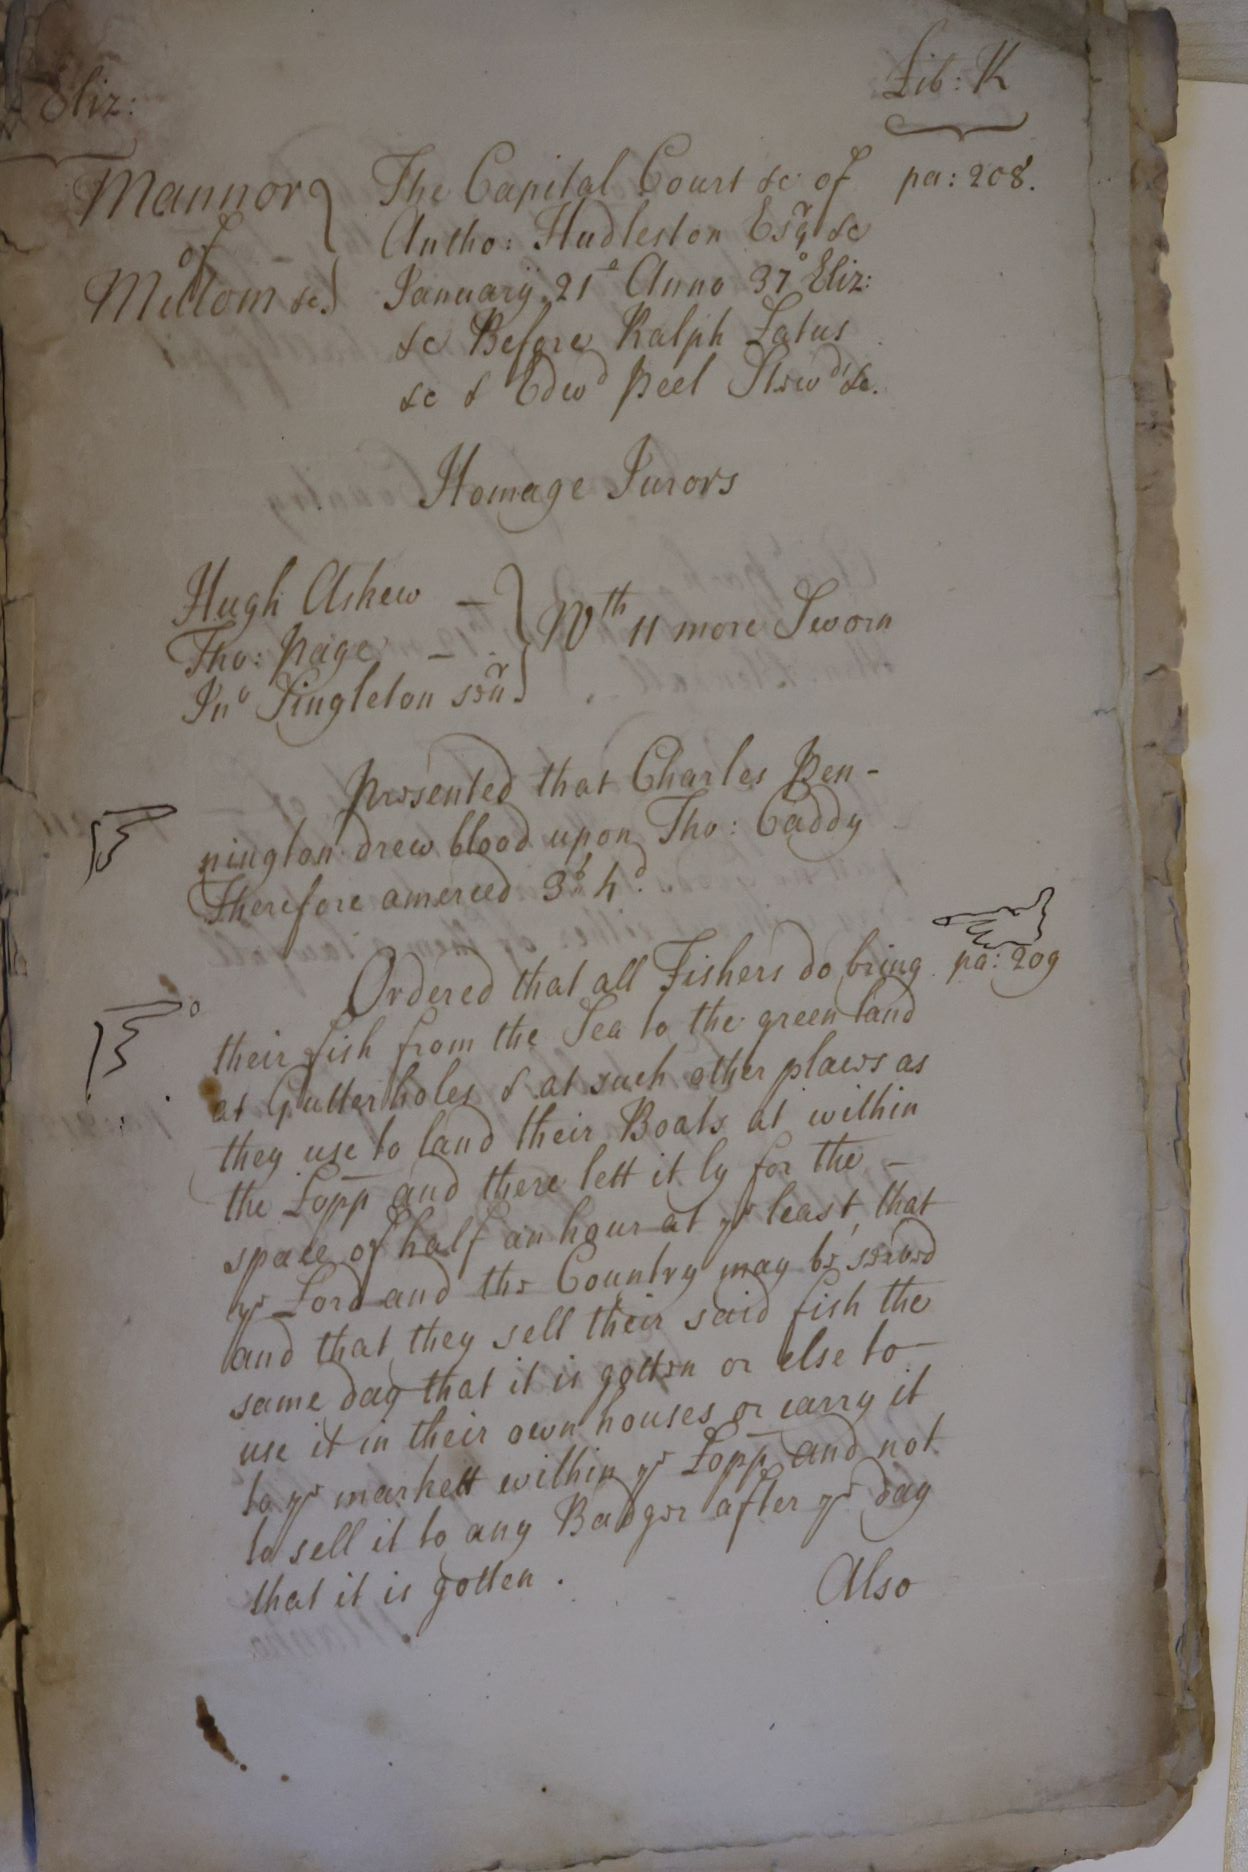 Eliz:
Lib: K
Mannor of Millom &c.
The Capital Court &c of
pa: 208.
Antho: Hudleston Esqr &c
January 21o Anno 37o Eliz:
&c Before Ralph Latus
&c & Edwd Peel Stewds &c.
Homage Jurors
Hugh Askew —
Tho: Page — .
Jno Singleton senr
Wth 11 more Sworn
Presented that Charles Pen-
nington drew blood upon Tho: Caddy
Therefore amerced 3s 4d
Ordered that all Fishers do bring
pa: 209
their fish from the Sea to the green land
at Gutterholes & at such other places as
they use to land their Boats at within
the Lopp and there lett it ly for the —
space of half an hour at ye least, that
ye Lord and the Country may be served
and that they sell their said fish the
same day that it is gotten or else to —
use it in their own houses or carry it
to ye markett within ye Lopp and not
to sell it to any Badger after ye day
that it is gotten .
Also